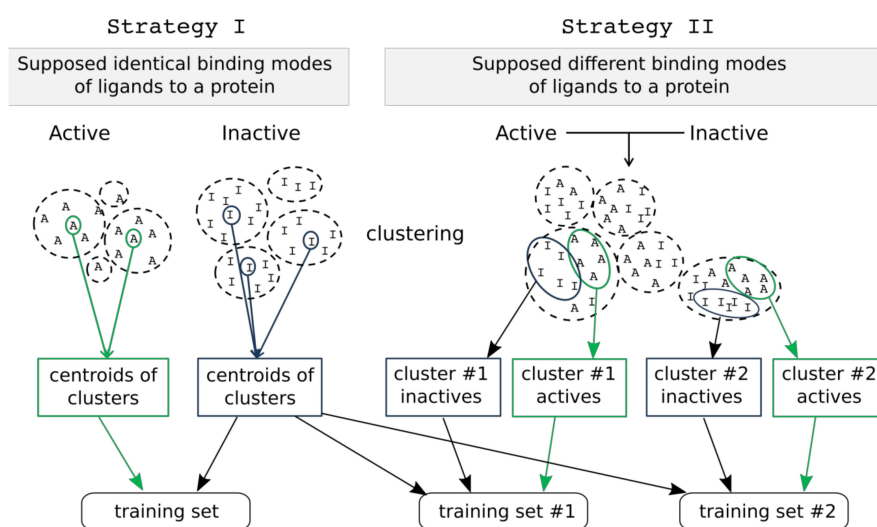 Strategy I
Supposed identical binding modes
of ligands to a protein
Active
Inactive
centroids of
clusters
centroids of
clusters
training set
Strategy II
Supposed different binding modes
of ligands to a protein
Active
Inactive
clustering
cluster #1
inactives
cluster #1
actives
cluster #2
inactives
cluster #2
actives
training set #1
training set #2